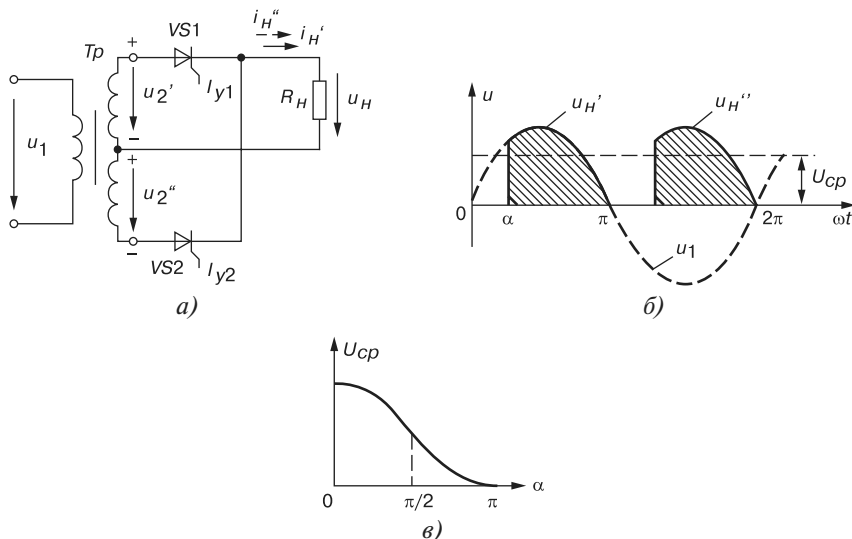 i_н“
i_н‘
VS1
Тр
+
I_у1
u_2‘
R_н
u_н
u_1
–
+
u_2“
–
VS2
I_у2
а)
u
u_н‘
u_н‘‘
U_ср
0
α
π
2π
ωt
u_1
б)
U_ср
0
π/2
π
α
в)